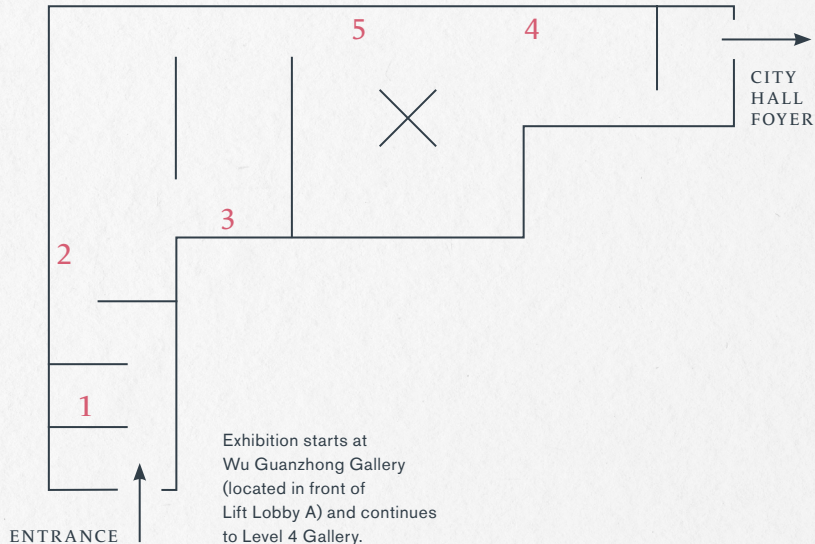 5
4
CITY
HALL
FOYER
3
2
1
Exhibition starts at
Wu Guanzhong Gallery
(located in front of
Lift Lobby A) and continues
to Level 4 Gallery.
ENTRANCE